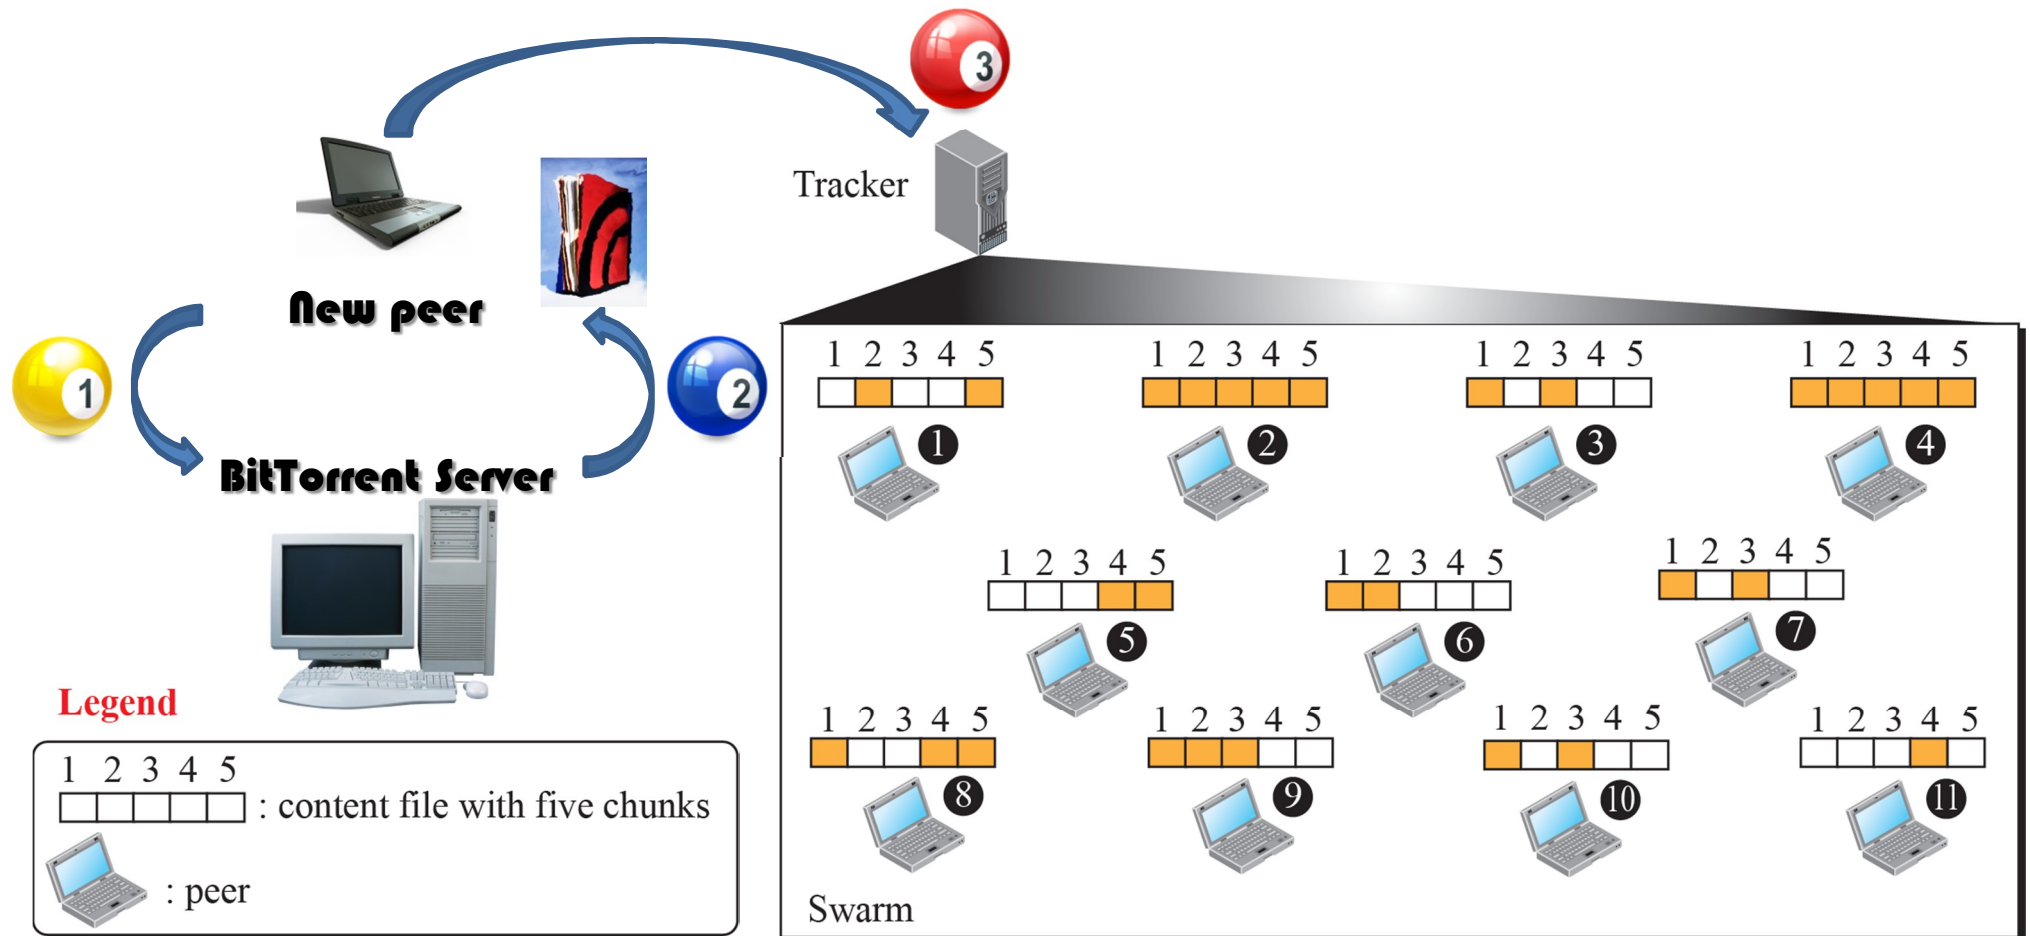 3
Tracker
New peer
1
2
BitTorrent Server
Legend
1 2 3 4 5
: content file with five chunks
: peer
1 2 3 4 5
1
1 2 3 4 5
2
1 2 3 4 5
3
1 2 3 4 5
4
1 2 3 4 5
5
1 2 3 4 5
6
1 2 3 4 5
7
1 2 3 4 5
8
1 2 3 4 5
9
1 2 3 4 5
10
1 2 3 4 5
11
Swarm